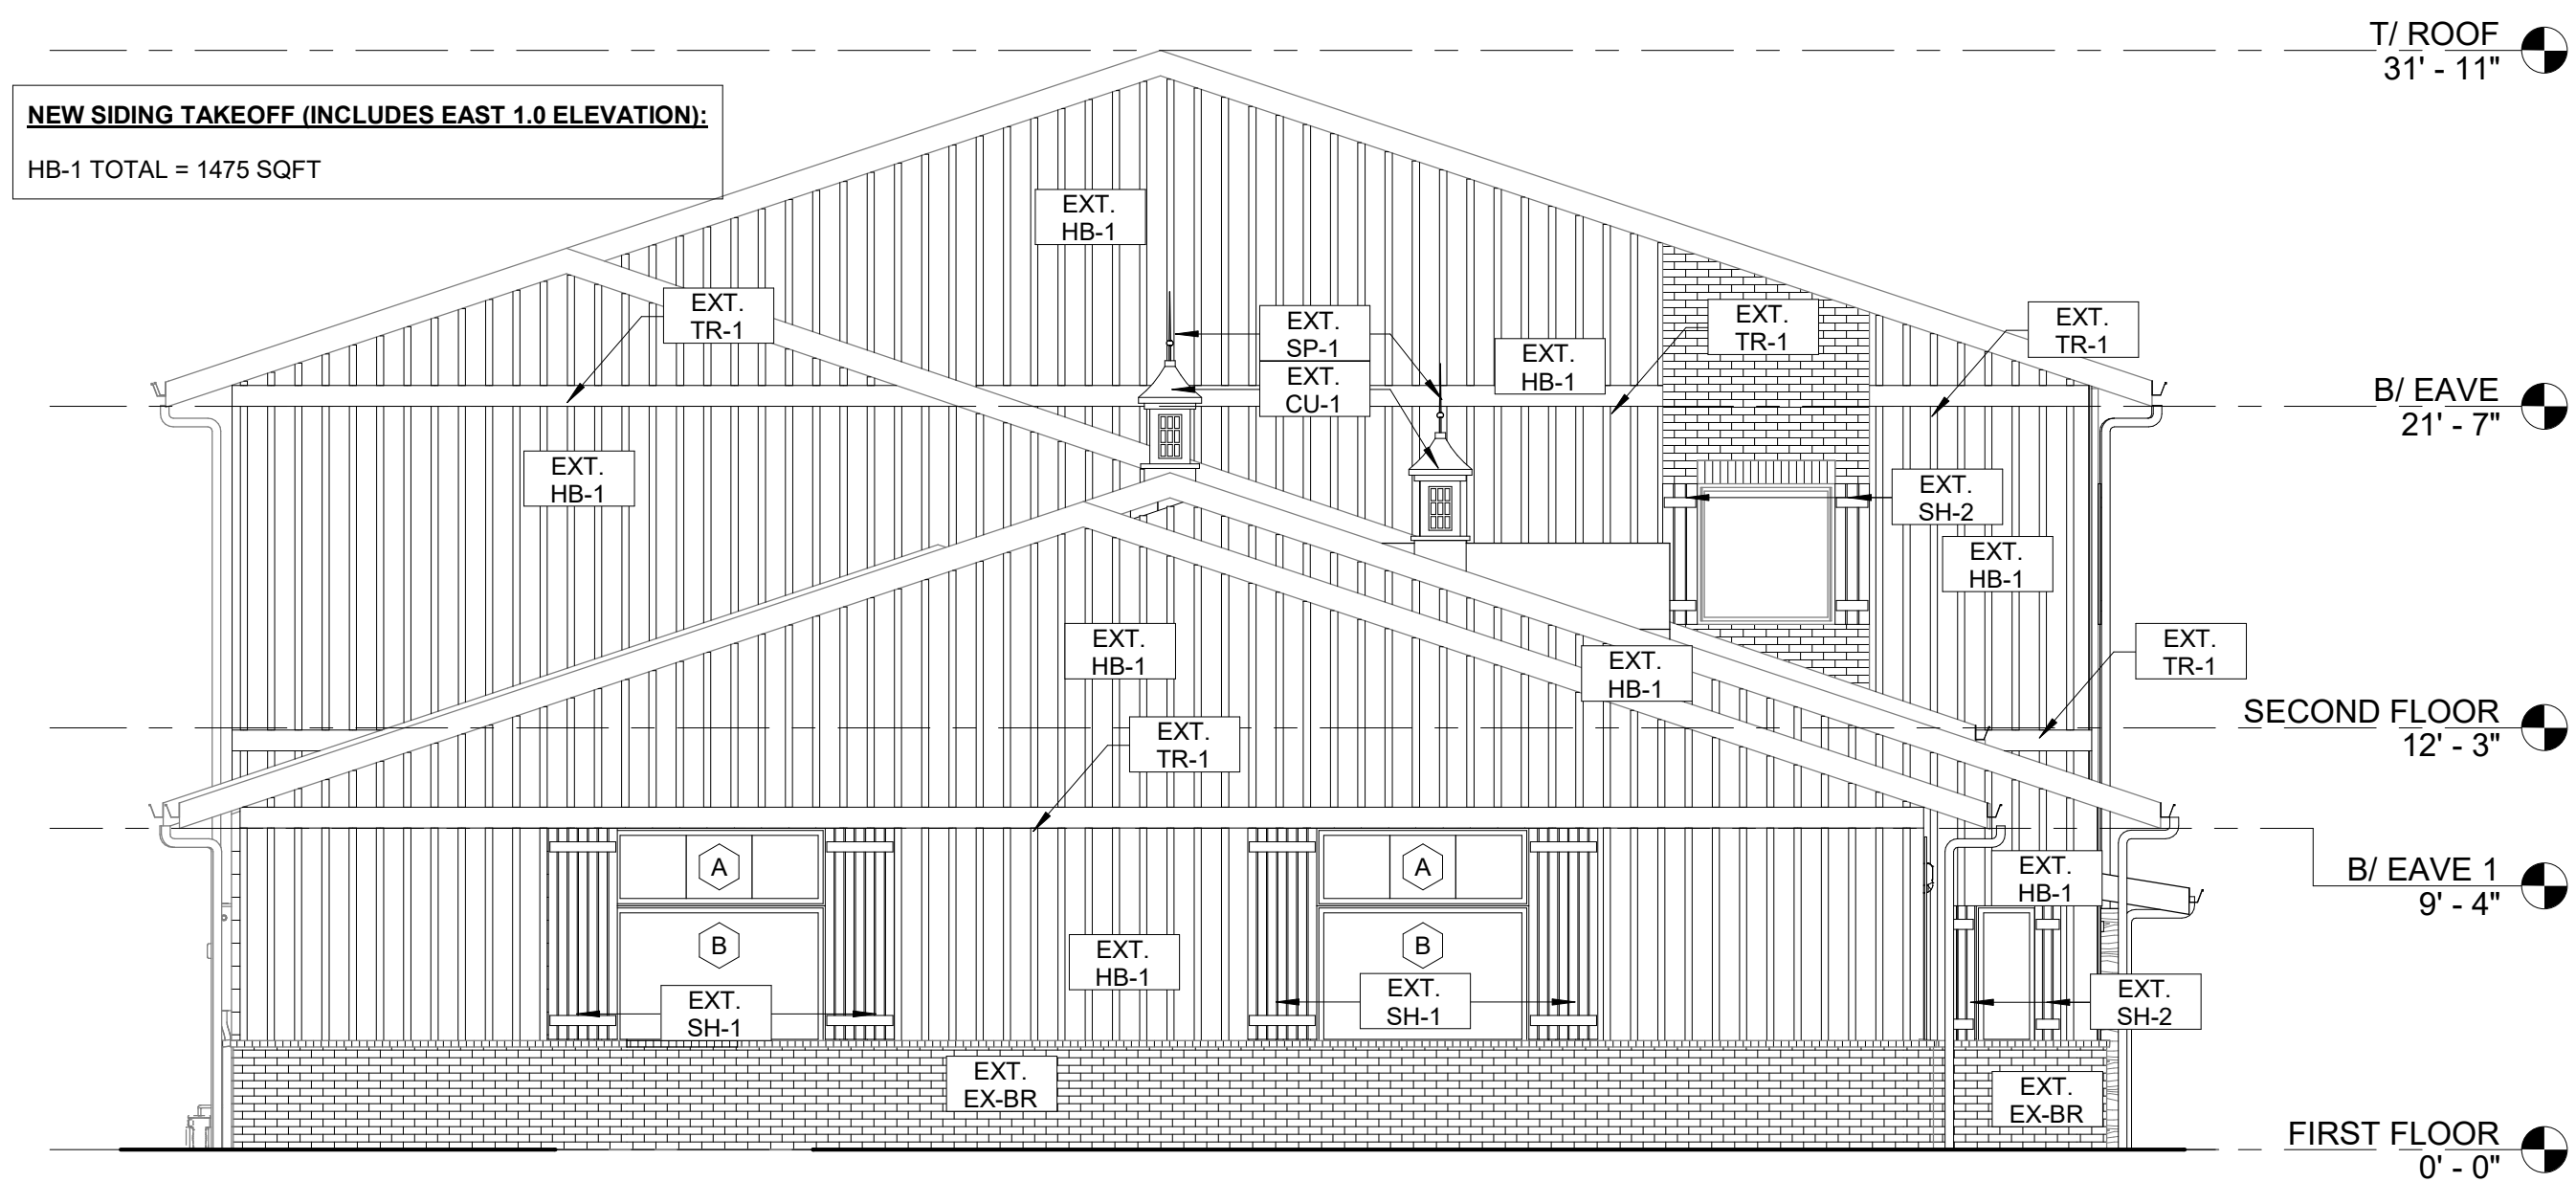 T/ ROOF
31' - 11"
NEW SIDING TAKEOFF (INCLUDES EAST 1.0 ELEVATION):
HB-1 TOTAL = 1475 SQFT
EXT.
HB-1
EXT.
TR-1
EXT.
SP-1
EXT.
CU-1
EXT.
HB-1
EXT.
TR-1
EXT.
TR-1
B/ EAVE
21' - 7"
EXT.
HB-1
EXT.
SH-2
EXT.
HB-1
EXT.
HB-1
EXT.
HB-1
EXT.
TR-1
EXT.
TR-1
SECOND FLOOR
12' - 3"
A
A
EXT.
HB-1
B/ EAVE 1
9' - 4"
B
B
EXT.
HB-1
EXT.
SH-1
EXT.
SH-1
EXT.
SH-2
EXT.
EX-BR
EXT.
EX-BR
FIRST FLOOR
0' - 0"